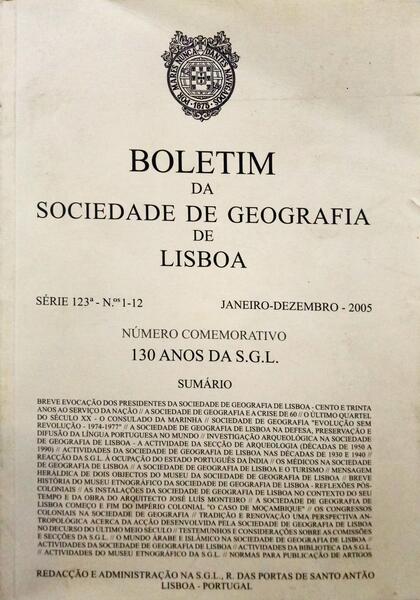 POR MARES NUNCA DANTES NAVEGADOS
1875
BOLETIM
DA
SOCIEDADE DE GEOGRAFIA
DE
LISBOA
SÉRIE 123ª - N.ºs 1-12 JANEIRO-DEZEMBRO - 2005
NÚMERO COMEMORATIVO
130 ANOS DA S.G.L.
SUMÁRIO
BREVE EVOCAÇÃO DOS PRESIDENTES DA SOCIEDADE DE GEOGRAFIA DE LISBOA - CENTO E TRINTA
ANOS AO SERVIÇO DA NAÇÃO // A SOCIEDADE DE GEOGRAFIA E A CRISE DE 60 // O ÚLTIMO QUARTEL
DO SÉCULO XX - O CONSULADO DA MARINHA // SOCIEDADE DE GEOGRAFIA "EVOLUÇÃO SEM
REVOLUÇÃO - 1974-1977" // A SOCIEDADE DE GEOGRAFIA DE LISBOA NA DEFESA, PRESERVAÇÃO E
DIFUSÃO DA LÍNGUA PORTUGUESA NO MUNDO // INVESTIGAÇÃO ARQUEOLÓGICA NA SOCIEDADE
DE GEOGRAFIA DE LISBOA - A ACTIVIDADE DA SECÇÃO DE ARQUEOLOGIA (DÉCADAS DE 1950 A
1990) // ACTIVIDADES DA SOCIEDADE DE GEOGRAFIA DE LISBOA NAS DÉCADAS DE 1930 E 1940 //
REACÇÃO DA S.G.L. À OCUPAÇÃO DO ESTADO PORTUGUÊS DA ÍNDIA // OS MÉDICOS NA SOCIEDADE
DE GEOGRAFIA DE LISBOA // A SOCIEDADE DE GEOGRAFIA DE LISBOA E O TURISMO // MENSAGEM
HERÁLDICA DE DOIS OBJECTOS DO MUSEU DA SOCIEDADE DE GEOGRAFIA DE LISBOA // BREVE
HISTÓRIA DO MUSEU ETNOGRÁFICO DA SOCIEDADE DE GEOGRAFIA DE LISBOA - REFLEXÕES PÓS-
COLONIAIS // AS INSTALAÇÕES DA SOCIEDADE DE GEOGRAFIA DE LISBOA NO CONTEXTO DO SEU
TEMPO E DA OBRA DO ARQUITECTO JOSÉ LUÍS MONTEIRO // A SOCIEDADE DE GEOGRAFIA DE
LISBOA COMEÇO E FIM DO IMPÉRIO COLONIAL "O CASO DE MOÇAMBIQUE" // OS CONGRESSOS
COLONIAIS NA SOCIEDADE DE GEOGRAFIA // TRADIÇÃO E RENOVAÇÃO UMA PERSPECTIVA AN-
TROPOLÓGICA ACERCA DA ACÇÃO DESENVOLVIDA PELA SOCIEDADE DE GEOGRAFIA DE LISBOA
NO DECURSO DO ÚLTIMO MEIO SÉCULO // TESTEMUNHOS E CONSIDERAÇÕES SOBRE AS COMISSÕES
E SECÇÕES DA S.G.L. // O MUNDO ÁRABE E ISLÂMICO NA SOCIEDADE DE GEOGRAFIA DE LISBOA //
ACTIVIDADES DA SOCIEDADE DE GEOGRAFIA DE LISBOA // ACTIVIDADES DA BIBLIOTECA DA S.G.L.
// ACTIVIDADES DO MUSEU ETNOGRÁFICO DA S.G.L. // NORMAS PARA PUBLICAÇÃO DE ARTIGOS
REDACÇÃO E ADMINISTRAÇÃO NA S.G.L., R. DAS PORTAS DE SANTO ANTÃO
LISBOA - PORTUGAL